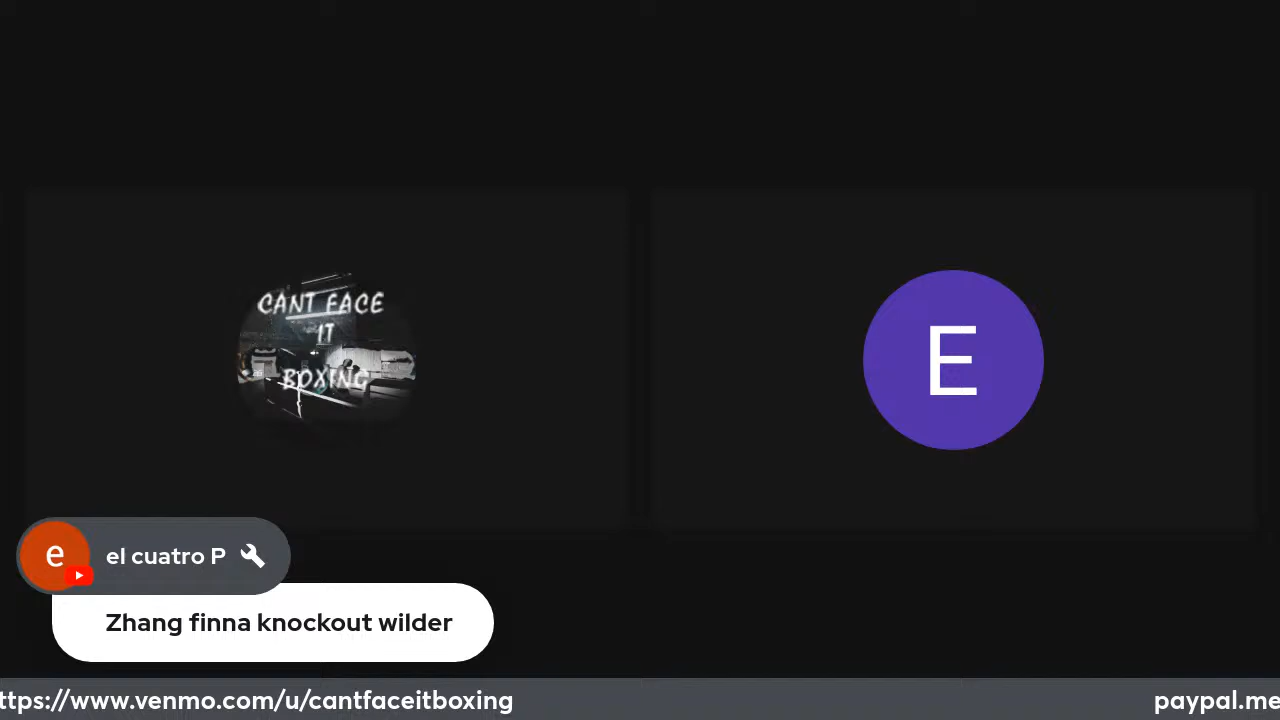 CANT FACE
IT
BOXING
E
e
el cuatro P
Zhang finna knockout wilder
ttps://www.venmo.com/u/cantfaceitboxing
paypal.me